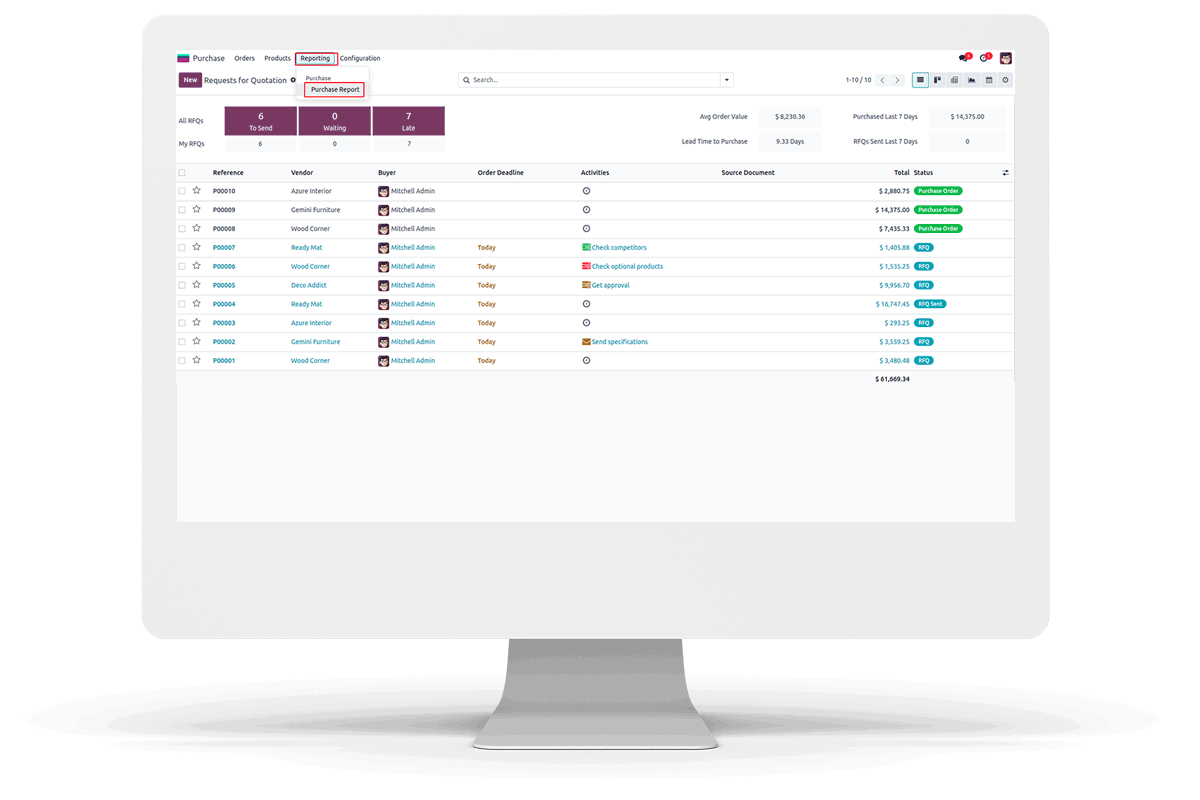 Purchase Orders Products Reporting Configuration 5 1
New Requests for Quotation Purchase Search... 1-10 / 10
Purchase Report
All RFQs 6 To Send 0 Waiting 7 Late Avg Order Value $ 8,230.36 Purchased Last 7 Days $ 14,375.00
My RFQs 6 0 7 Lead Time to Purchase 9.33 Days RFQs Sent Last 7 Days 0
Reference Vendor Buyer Order Deadline Activities Source Document Total Status
P00010 Azure Interior Mitchell Admin $ 2,880.75 Purchase Order
P00009 Gemini Furniture Mitchell Admin $ 14,375.00 Purchase Order
P00008 Wood Corner Mitchell Admin $ 7,435.33 Purchase Order
P00007 Ready Mat Mitchell Admin Today Check competitors $ 1,405.88 RFQ
P00006 Wood Corner Mitchell Admin Today Check optional products $ 1,535.25 RFQ
P00005 Deco Addict Mitchell Admin Today Get approval $ 9,956.70 RFQ
P00004 Ready Mat Mitchell Admin Today $ 16,747.45 RFQ Sent
P00003 Azure Interior Mitchell Admin Today $ 293.25 RFQ
P00002 Gemini Furniture Mitchell Admin Today Send specifications $ 3,559.25 RFQ
P00001 Wood Corner Mitchell Admin Today $ 3,480.48 RFQ
$ 61,669.34